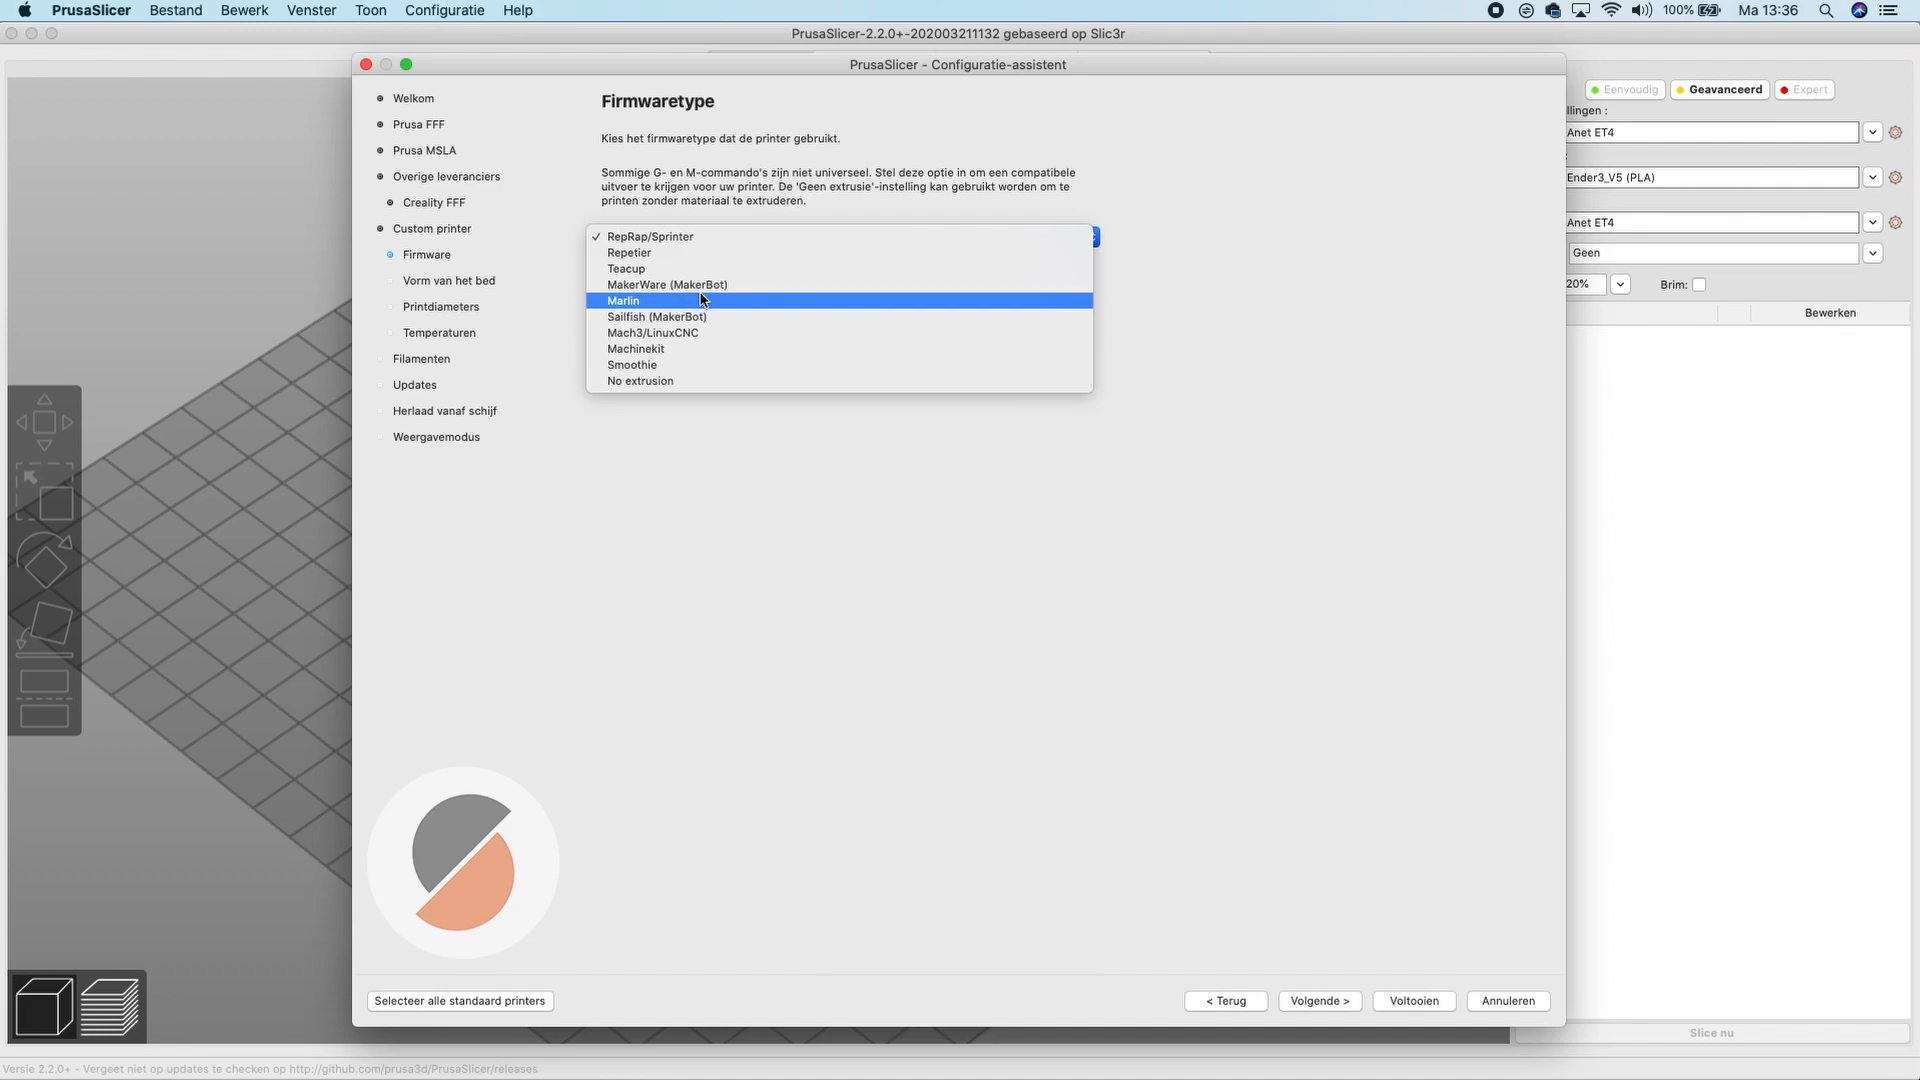 PrusaSlicer Bestand Bewerk Venster Toon Configuratie Help 100% Ma 13:36
PrusaSlicer-2.2.0+-202003211132 gebaseerd op Slic3r
PrusaSlicer - Configuratie-assistent
Welkom
Prusa FFF
Prusa MSLA
Overige leveranciers
Creality FFF
Custom printer
Firmware
Vorm van het bed
Printdiameters
Temperaturen
Filamenten
Updates
Herlaad vanaf schijf
Weergavemodus
Firmwaretype
Kies het firmwaretype dat de printer gebruikt.
Sommige G- en M-commando's zijn niet universeel. Stel deze optie in om een compatibele
uitvoer te krijgen voor uw printer. De 'Geen extrusie'-instelling kan gebruikt worden om te
printen zonder materiaal te extruderen.
✓ RepRap/Sprinter
Repetier
Teacup
MakerWare (MakerBot)
Marlin
Sailfish (MakerBot)
Mach3/LinuxCNC
Machinekit
Smoothie
No extrusion
Eenvoudig Geavanceerd Expert
llingen :
Anet ET4
:
Ender3_V5 (PLA)
Anet ET4
Geen
20% Brim:
Bewerken
Selecteer alle standaard printers
< Terug Volgende > Voltooien Annuleren
Slice nu
Versie 2.2.0+ - Vergeet niet op updates te checken op http://github.com/prusa3d/PrusaSlicer/releases